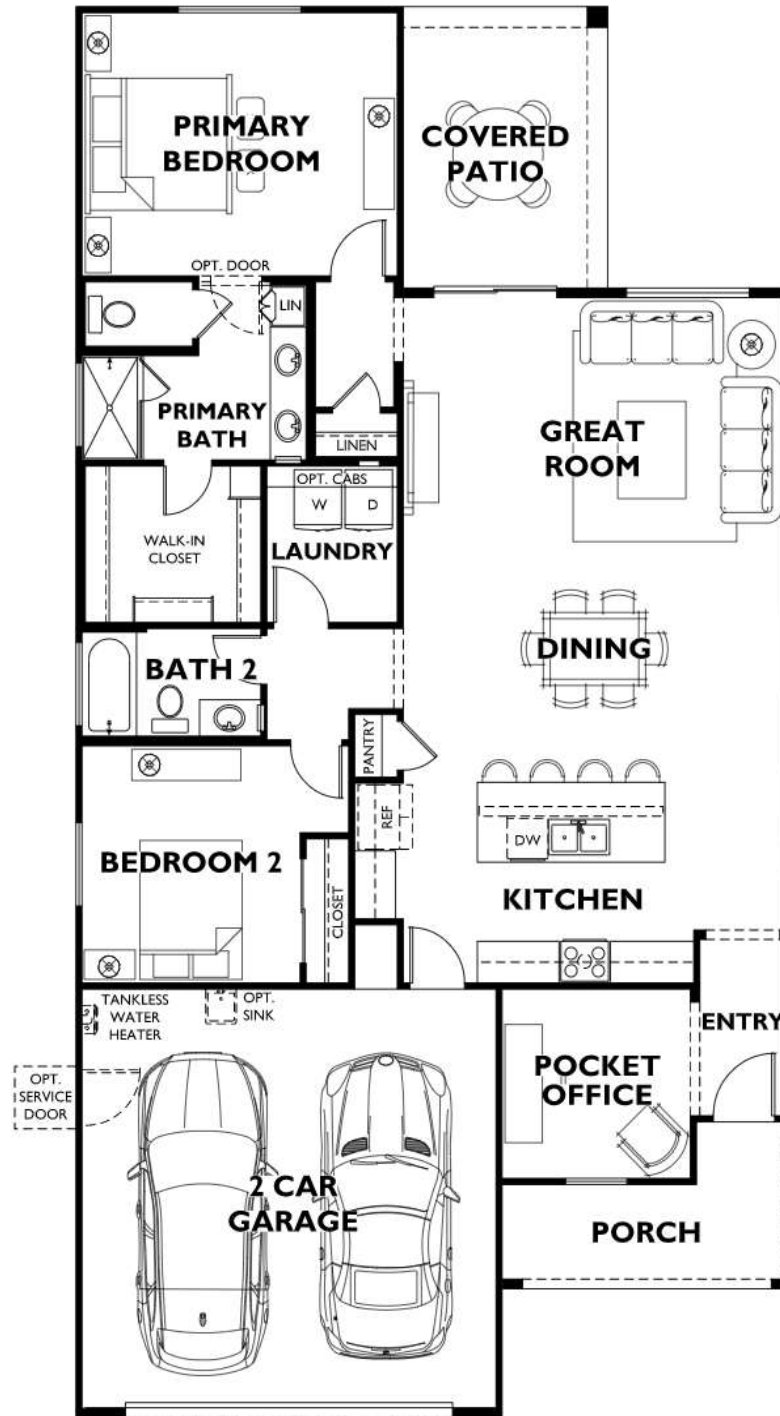 PRIMARY
BEDROOM
COVERED
PATIO
OPT. DOOR
LIN
PRIMARY
BATH
LINEN
GREAT
ROOM
OPT. CABS
W
D
WALK-IN
CLOSET
LAUNDRY
DINING
BATH 2
PANTRY
REF
DW
BEDROOM 2
CLOSET
KITCHEN
TANKLESS
WATER
HEATER
OPT.
SINK
ENTRY
OPT.
SERVICE
DOOR
POCKET
OFFICE
2 CAR
GARAGE
PORCH